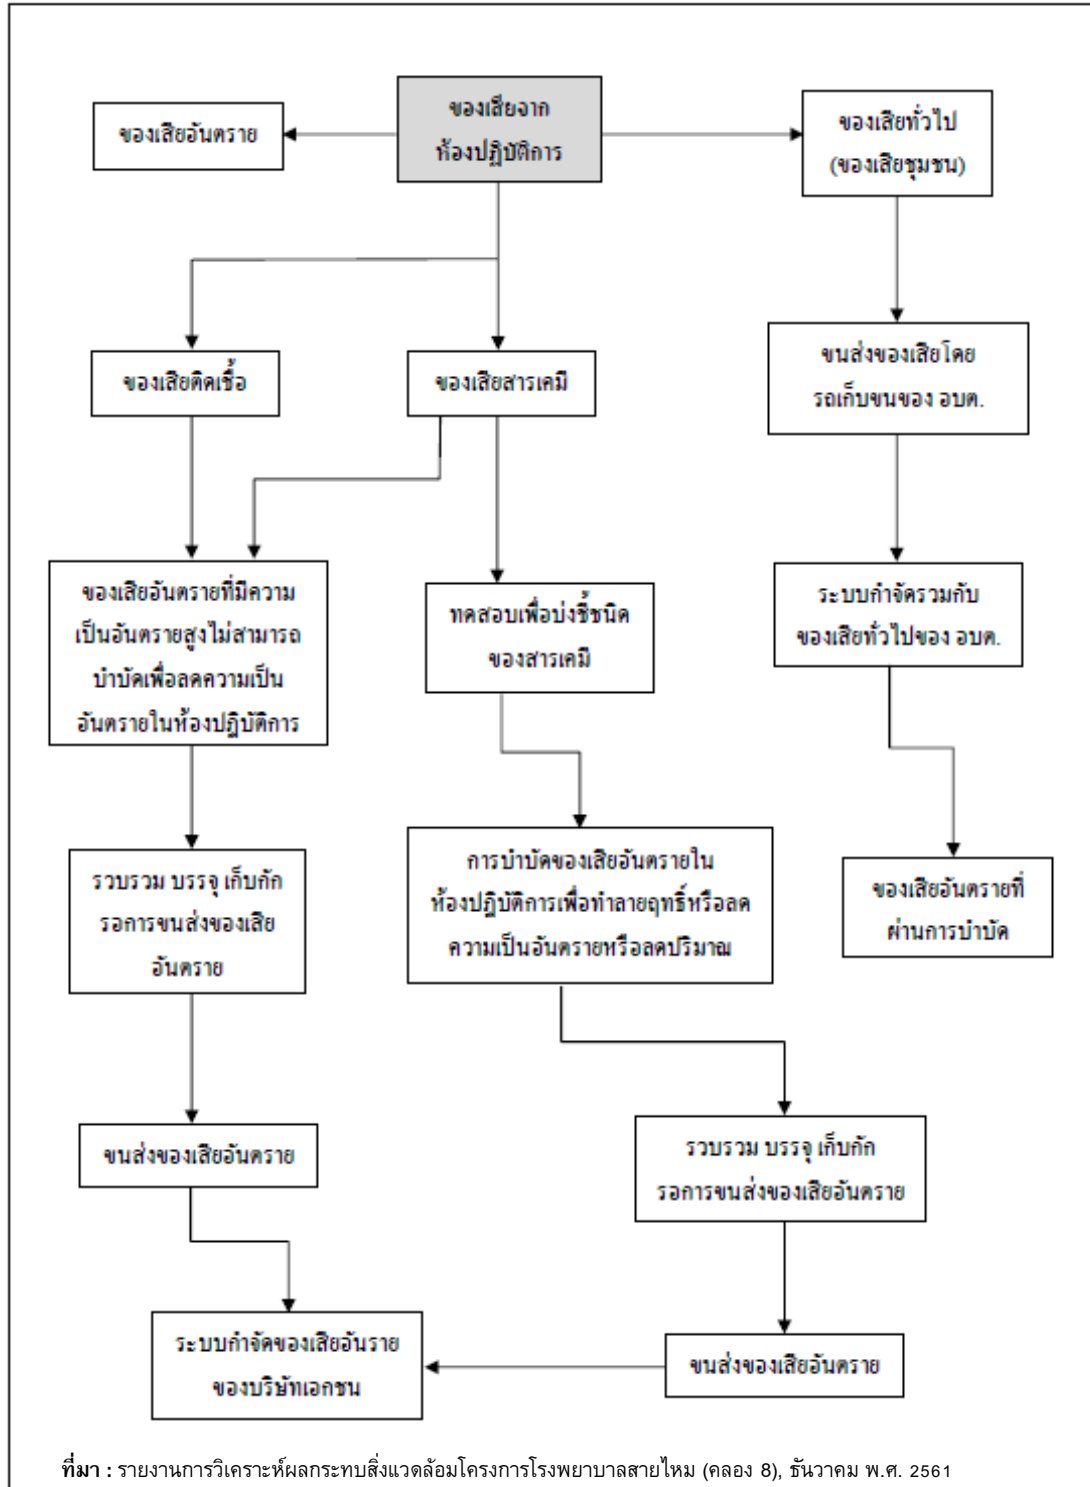 ของเสียจาก
ห้องปฏิบัติการ
ของเสียอันตราย
ของเสียทั่วไป
(ของเสียชุมชน)
ของเสียติดเชื้อ
ของเสียสารเคมี
ขนส่งของเสียโดย
รถเก็บขนของ อบต.
ของเสียอันตรายที่มีความ
เป็นอันตรายสูงไม่สามารถ
บำบัดเพื่อลดความเป็น
อันตรายในห้องปฏิบัติการ
ทดสอบเพื่อบ่งชี้ชนิด
ของสารเคมี
ระบบกำจัดรวมกับ
ของเสียทั่วไปของ อบต.
รวบรวม บรรจุ เก็บกัก
รอการขนส่งของเสีย
อันตราย
การบำบัดของเสียอันตรายใน
ห้องปฏิบัติการเพื่อทำลายฤทธิ์หรือลด
ความเป็นอันตรายหรือลดปริมาณ
ของเสียอันตรายที่
ผ่านการบำบัด
ขนส่งของเสียอันตราย
รวบรวม บรรจุ เก็บกัก
รอการขนส่งของเสียอันตราย
ระบบกำจัดของเสียอันราย
ของบริษัทเอกชน
ขนส่งของเสียอันตราย
ที่มา : รายงานการวิเคราะห์ผลกระทบสิ่งแวดล้อมโครงการโรงพยาบาลสายไหม (คลอง 8), ธันวาคม พ.ศ. 2561